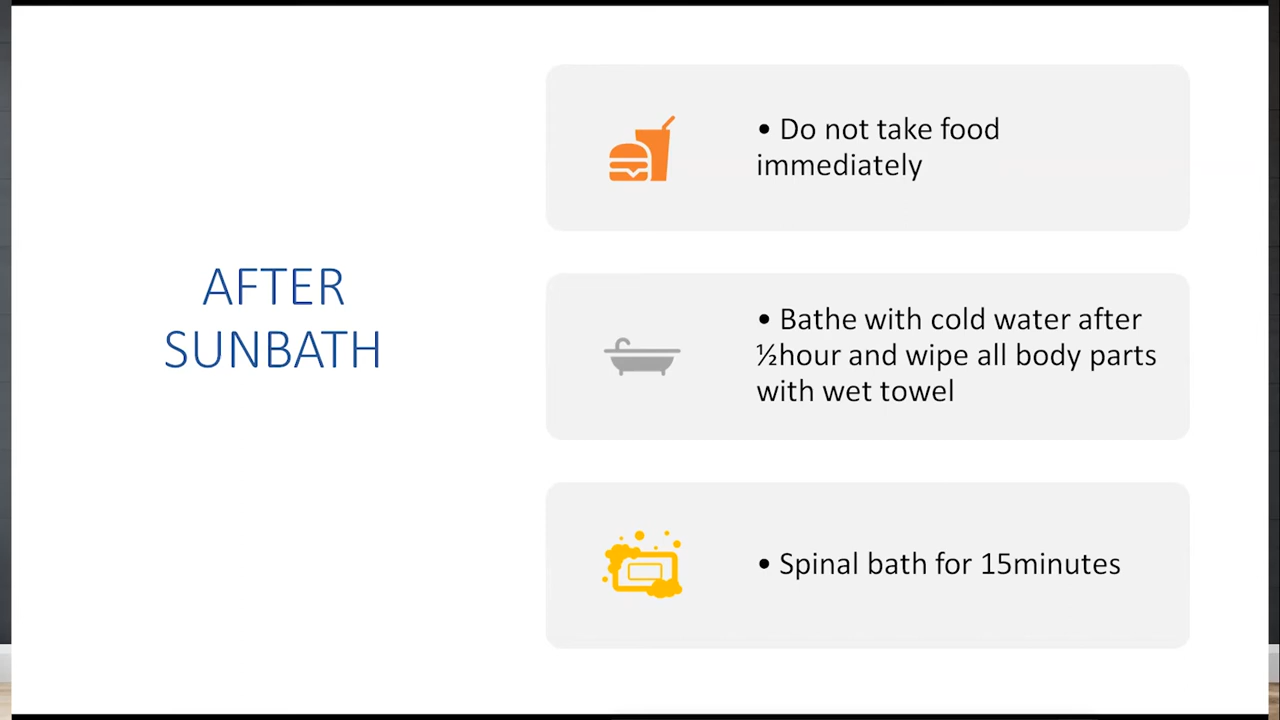 AFTER
SUNBATH
• Do not take food
immediately
• Bathe with cold water after
½hour and wipe all body parts
with wet towel
• Spinal bath for 15minutes